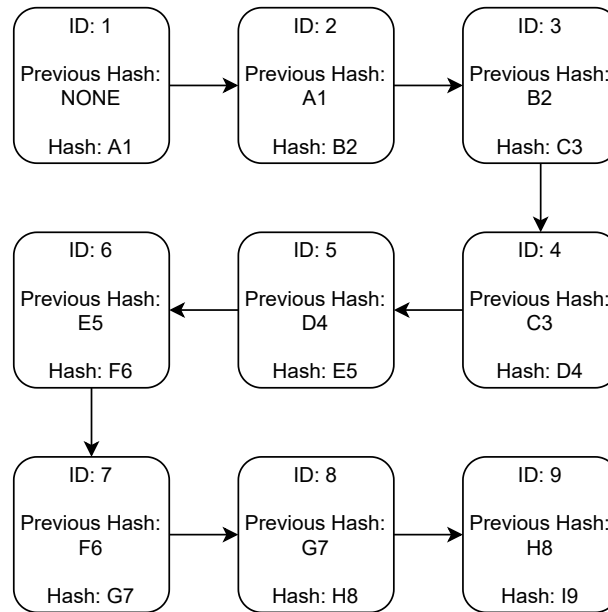 ID: 1
Previous Hash:
NONE
Hash: A1
ID: 2
Previous Hash:
A1
Hash: B2
ID: 3
Previous Hash:
B2
Hash: C3
ID: 4
Previous Hash:
C3
Hash: D4
ID: 5
Previous Hash:
D4
Hash: E5
ID: 6
Previous Hash:
E5
Hash: F6
ID: 7
Previous Hash:
F6
Hash: G7
ID: 8
Previous Hash:
G7
Hash: H8
ID: 9
Previous Hash:
H8
Hash: I9